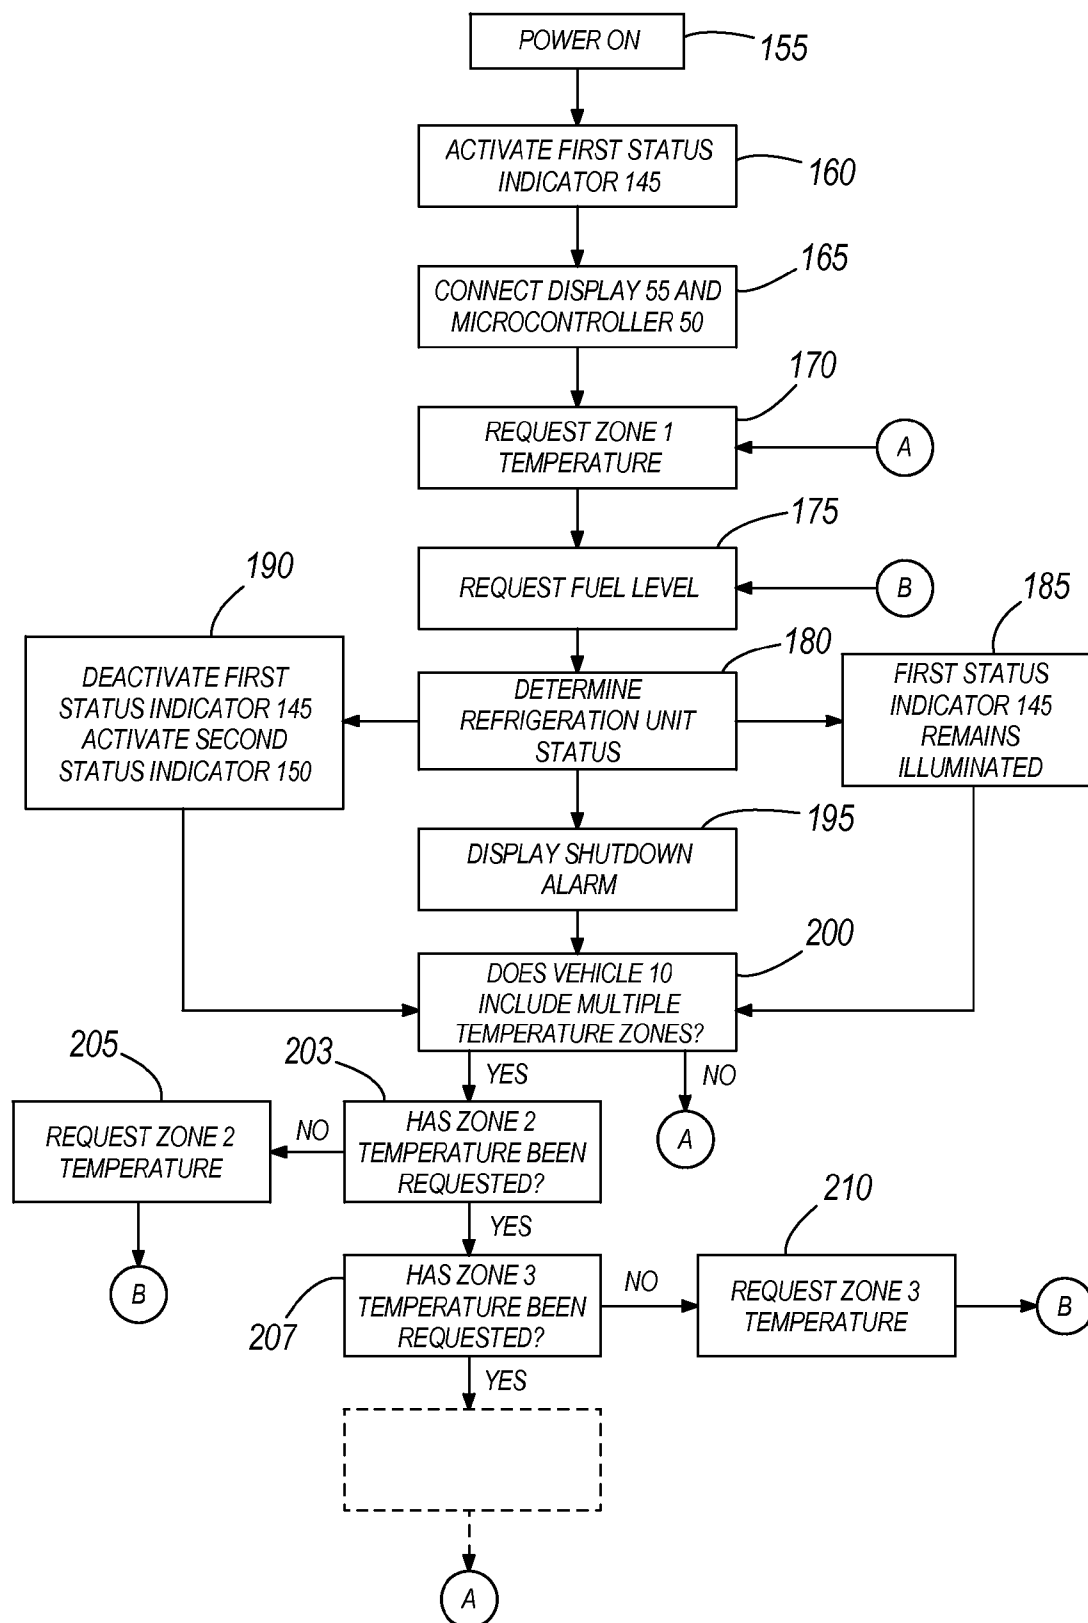 POWER ON
155
ACTIVATE FIRST STATUS
INDICATOR 145
160
165
CONNECT DISPLAY 55 AND
MICROCONTROLLER 50
170
REQUEST ZONE 1
TEMPERATURE
A
175
REQUEST FUEL LEVEL
B
190
180
185
DEACTIVATE FIRST
STATUS INDICATOR 145
ACTIVATE SECOND
STATUS INDICATOR 150
DETERMINE
REFRIGERATION UNIT
STATUS
FIRST STATUS
INDICATOR 145
REMAINS
ILLUMINATED
195
DISPLAY SHUTDOWN
ALARM
200
DOES VEHICLE 10
INCLUDE MULTIPLE
TEMPERATURE ZONES?
YES
NO
A
205
203
REQUEST ZONE 2
TEMPERATURE
NO
HAS ZONE 2
TEMPERATURE BEEN
REQUESTED?
YES
B
210
HAS ZONE 3
TEMPERATURE BEEN
REQUESTED?
207
NO
REQUEST ZONE 3
TEMPERATURE
B
YES
A